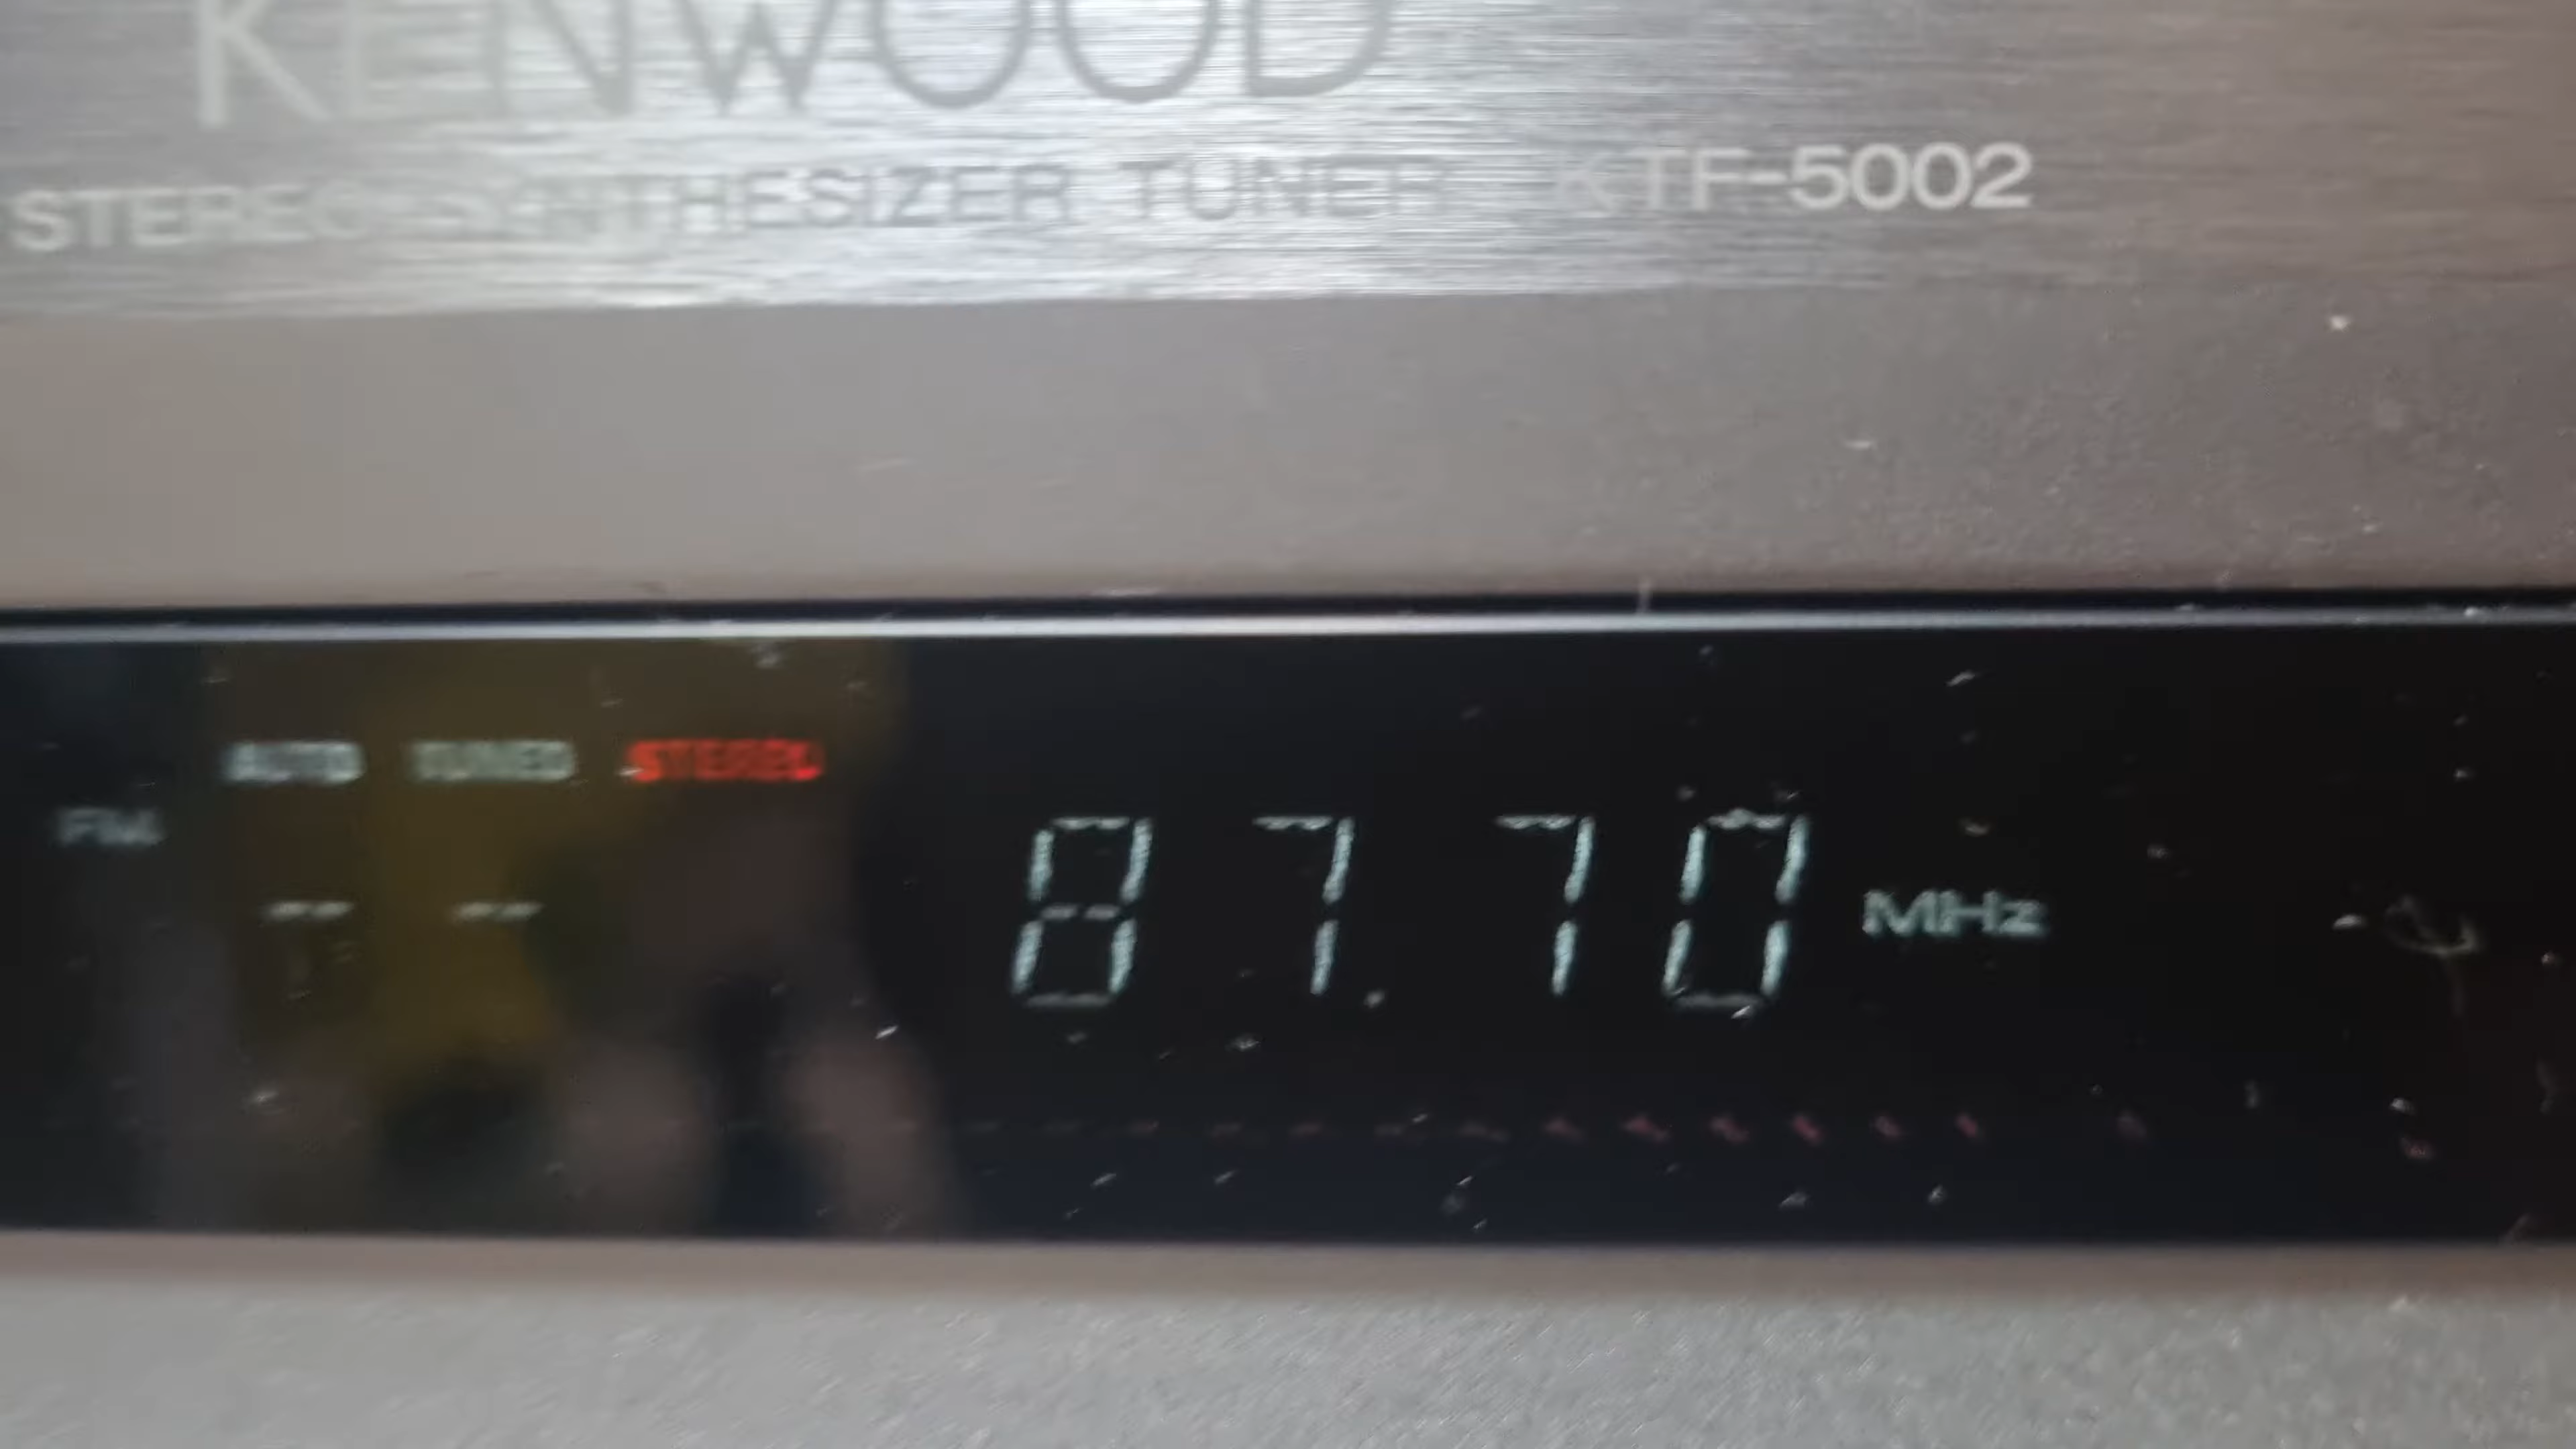 KENWOOD
STEREO SYNTHESIZER TUNER KTF-5002
AUTO TUNED STEREO
FM
-- -- 87.70 MHz